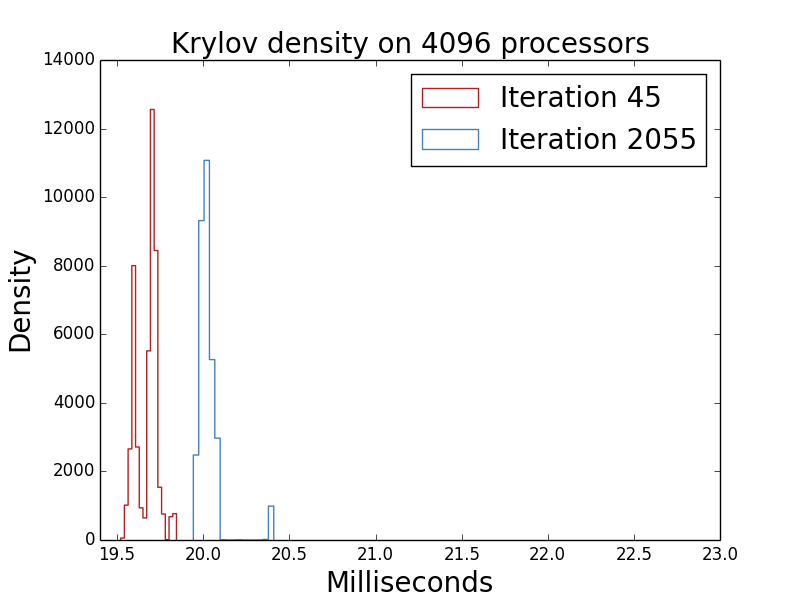 Krylov density on 4096 processors
14000
12000
10000
8000
6000
4000
2000
0
Density
Iteration 45
Iteration 2055
19.5 20.0 20.5 21.0 21.5 22.0 22.5 23.0
Milliseconds